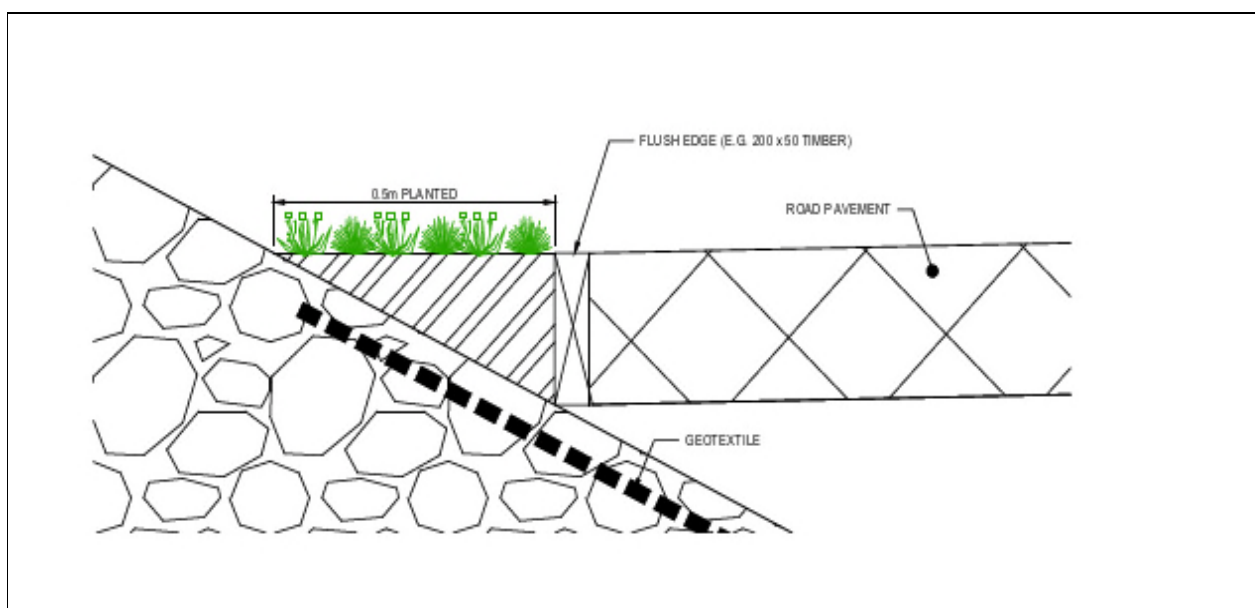 FLUSH EDGE (E.G. 200 x 50 TIMBER)
0.5m PLANTED
ROAD PAVEMENT
GEOTEXTILE